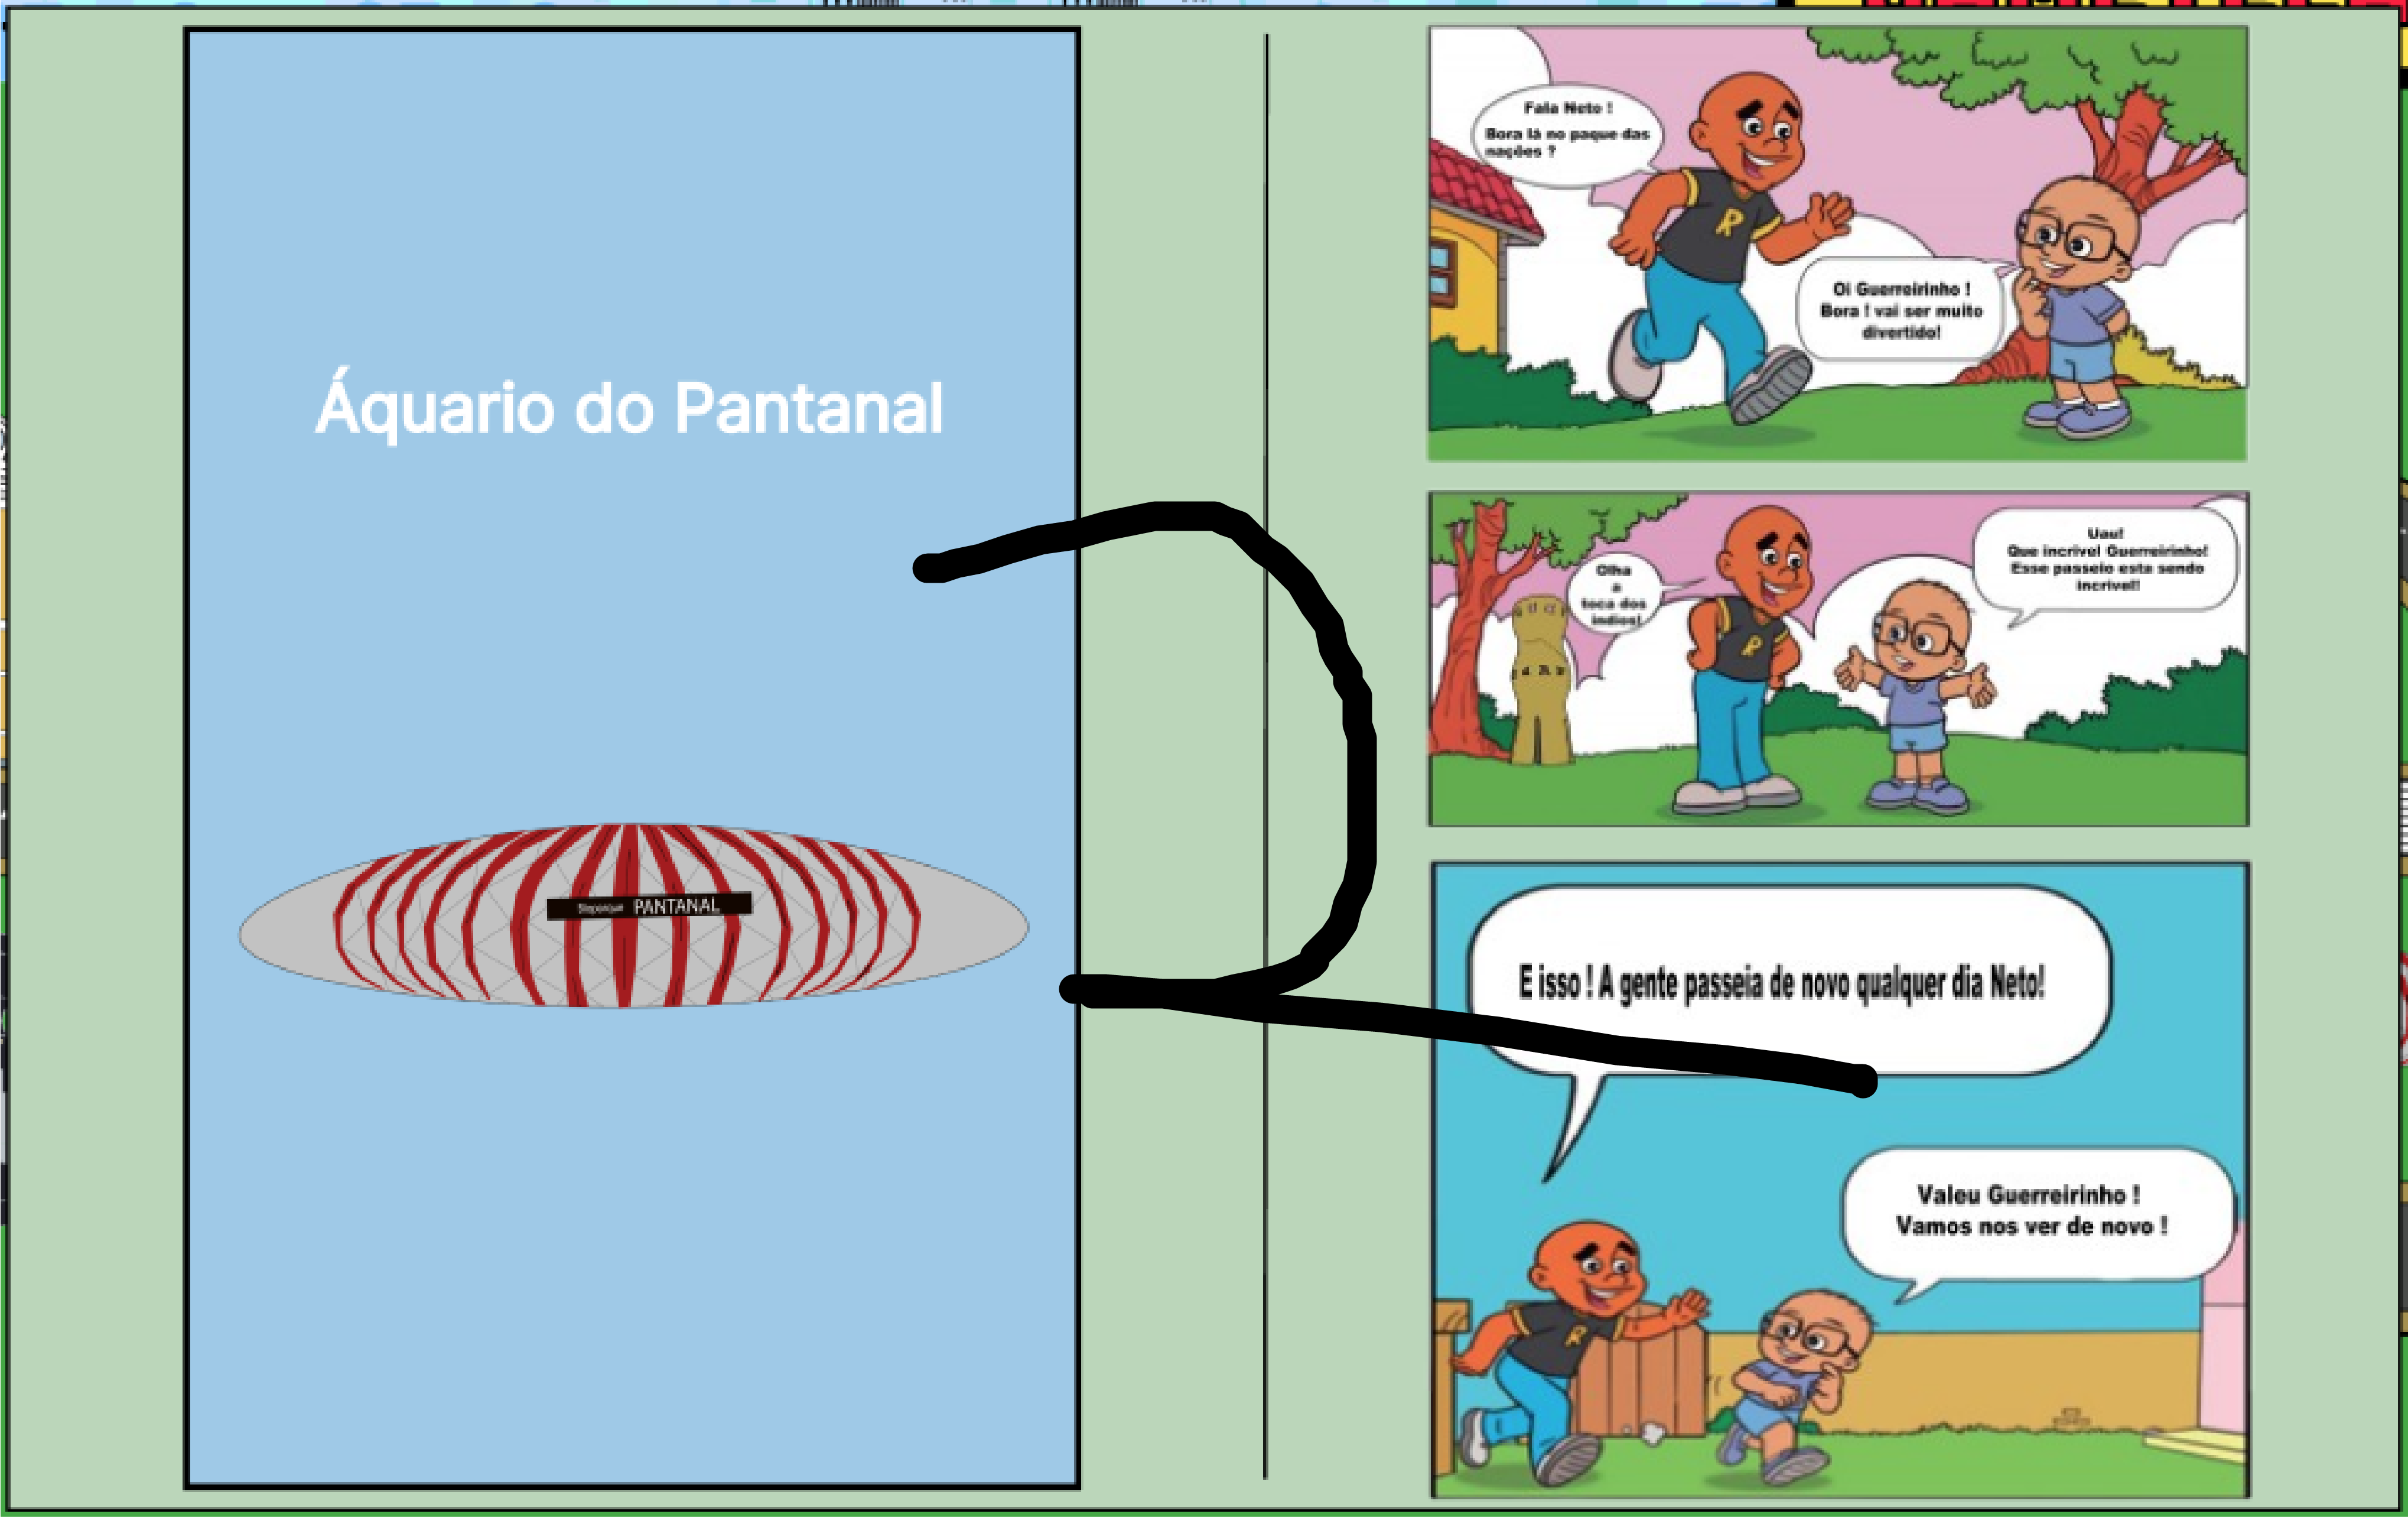 Áquario do Pantanal
PANTANAL
Fala Neto !
Bora lá no paque das
nações ?
Oi Guerreirinho !
Bora ! vai ser muito
divertido!
Olha
a
toca dos
indios!
Uau!
Que incrivel Guerreirinho!
Esse passeio esta sendo
incrivel!
E isso ! A gente passeia de novo qualquer dia Neto!
Valeu Guerreirinho !
Vamos nos ver de novo !